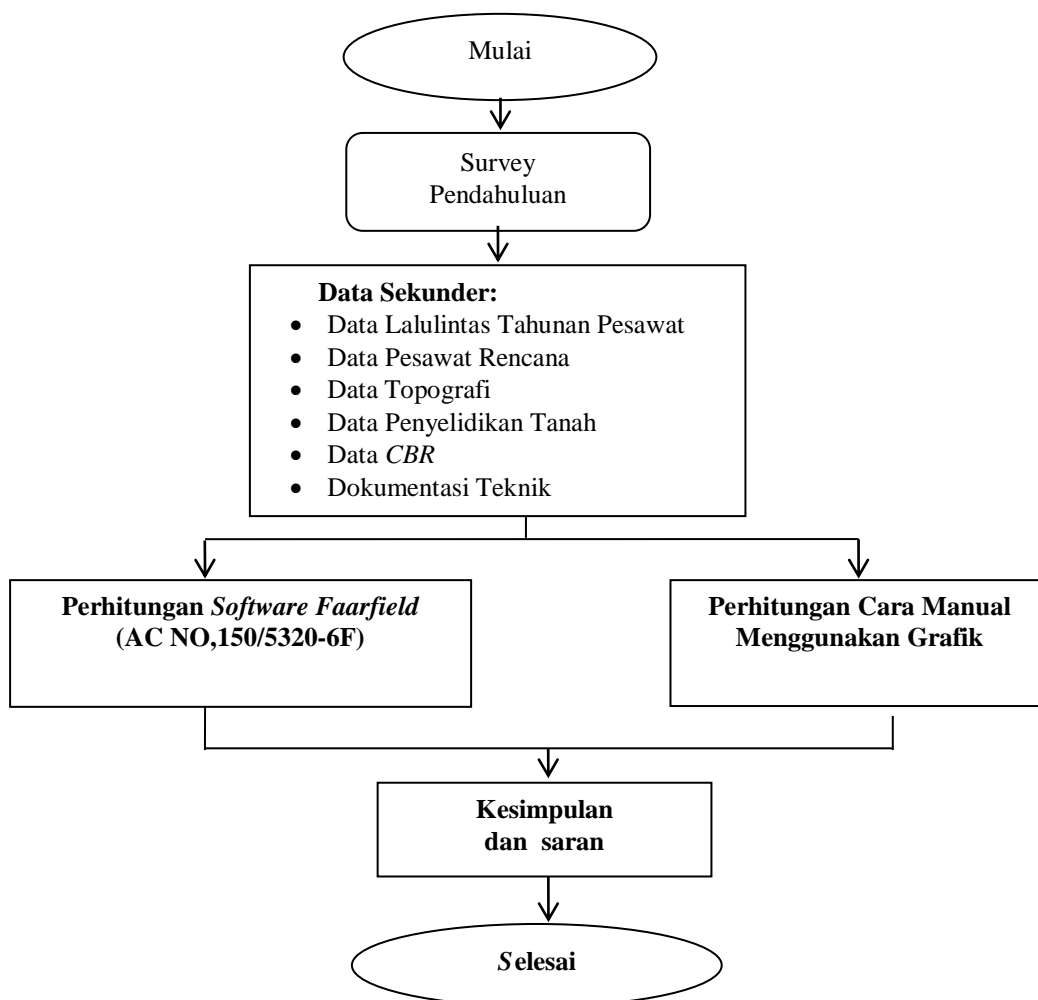 Mulai
Survey
Pendahuluan
Data Sekunder:
• Data Lalulintas Tahunan Pesawat
• Data Pesawat Rencana
• Data Topografi
• Data Penyelidikan Tanah
• Data CBR
• Dokumentasi Teknik
Perhitungan Software Faarfield
(AC NO,150/5320-6F)
Perhitungan Cara Manual
Menggunakan Grafik
Kesimpulan
dan saran
Selesai